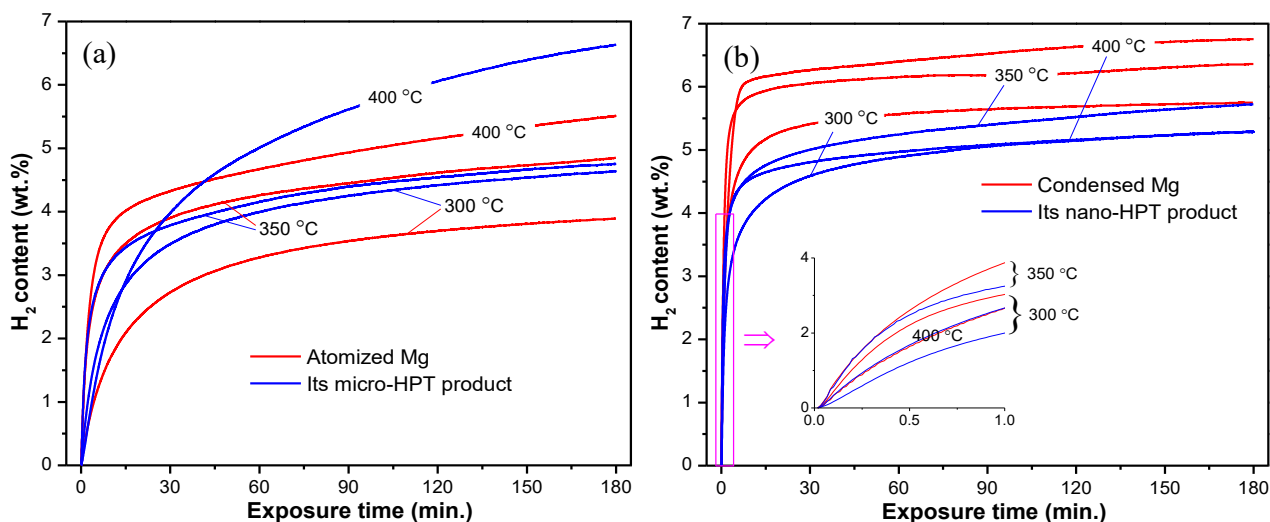 (a)
H2 content (wt.%)
7
6
5
4
3
2
1
0
400 °C
400 °C
350 °C
300 °C
Atomized Mg
Its micro-HPT product
0 30 60 90 120 150 180
Exposure time (min.)
(b)
H2 content (wt.%)
7
6
5
4
3
2
1
0
400 °C
350 °C
300 °C
Condensed Mg
Its nano-HPT product
4
2
0
350 °C
300 °C
400 °C
0.0 0.5 1.0
0 30 60 90 120 150 180
Exposure time (min.)